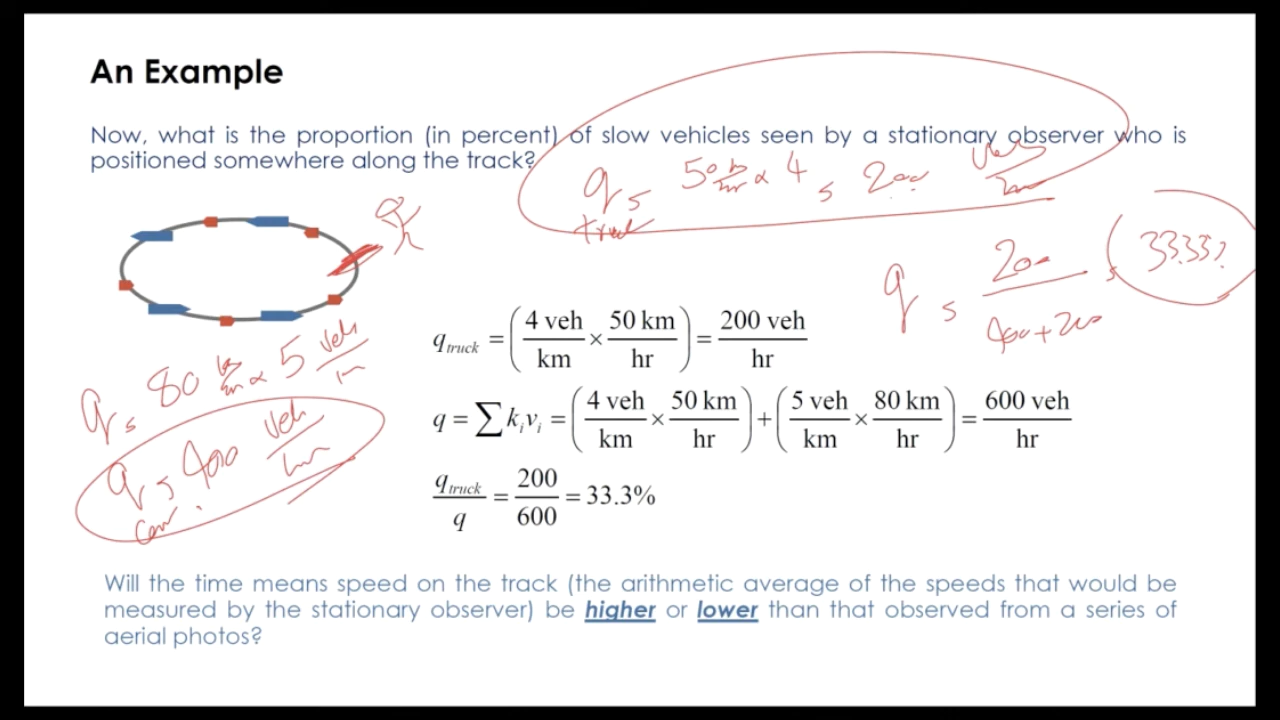 An Example
Now, what is the proportion (in percent) of slow vehicles seen by a stationary observer who is
positioned somewhere along the track?
q = 50 km/hr × 4 = 200 veh/hr
q = 200 / (400+200) = 33.33%
q_truck = (4 veh/km × 50 km/hr) = 200 veh/hr
q = 80 km/hr × 5 veh/km
q = ∑ k_i v_i = (4 veh/km × 50 km/hr) + (5 veh/km × 80 km/hr) = 600 veh/hr
q = 400 veh/hr
q_truck/q = 200/600 = 33.3%
Will the time means speed on the track (the arithmetic average of the speeds that would be
measured by the stationary observer) be higher or lower than that observed from a series of
aerial photos?